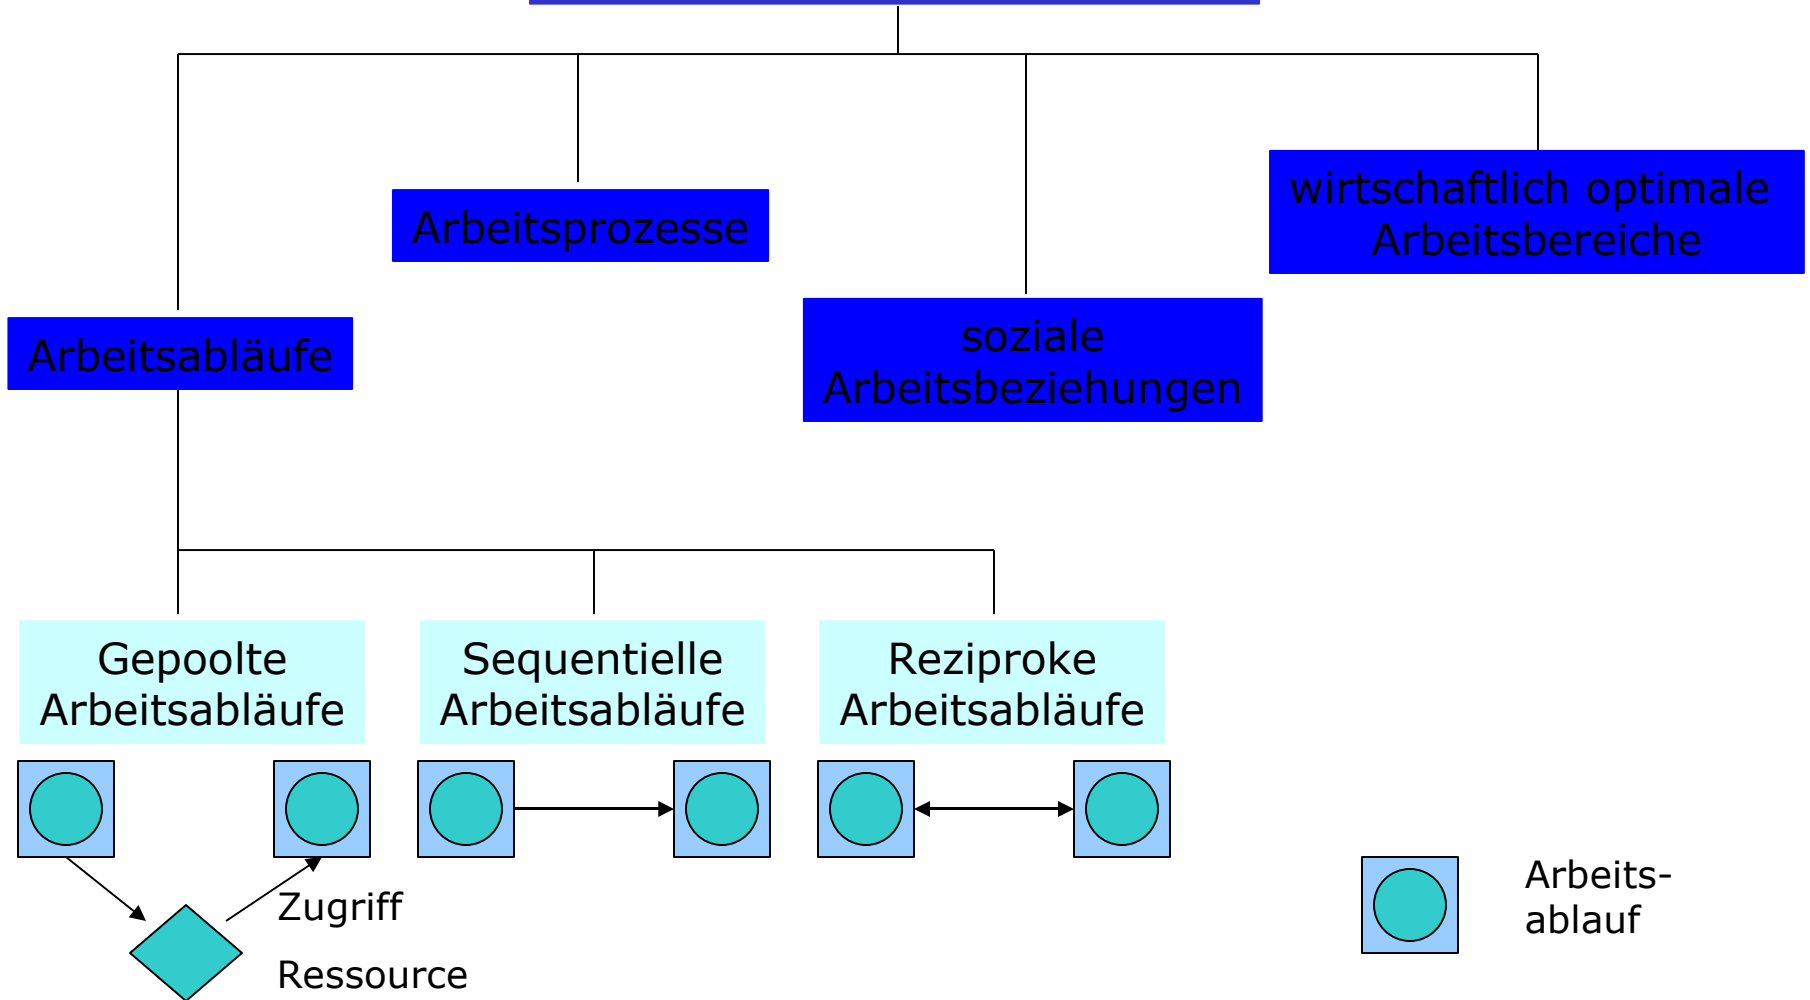 Arbeitsprozesse
wirtschaftlich optimale
Arbeitsbereiche
Arbeitsabläufe
soziale
Arbeitsbeziehungen
Gepoolte
Arbeitsabläufe
Sequentielle
Arbeitsabläufe
Reziproke
Arbeitsabläufe
Zugriff
Ressource
Arbeits-
ablauf